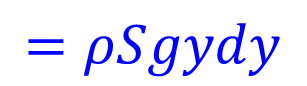 = ρSgydy